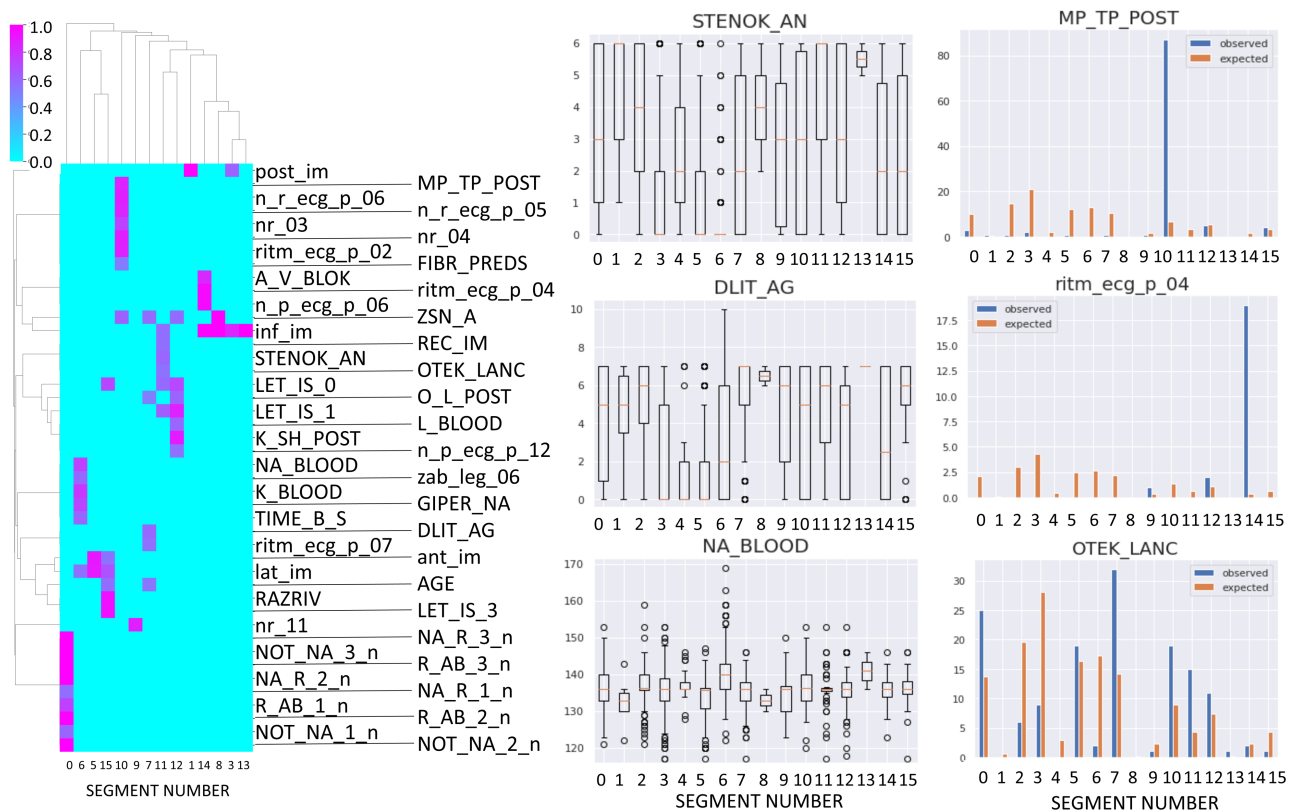 1.0
0.8
0.6
0.4
0.2
0.0
post_im
MP_TP_POST
n_r_ecg_p_06
n_r_ecg_p_05
nr_03
nr_04
ritm_ecg_p_02
FIBR_PREDS
A_V_BLOK
ritm_ecg_p_04
n_p_ecg_p_06
ZSN_A
inf_im
REC_IM
STENOK_AN
OTEK_LANC
LET_IS_0
O_L_POST
LET_IS_1
L_BLOOD
K_SH_POST
n_p_ecg_p_12
NA_BLOOD
zab_leg_06
K_BLOOD
GIPER_NA
TIME_B_S
DLIT_AG
ritm_ecg_p_07
ant_im
lat_im
AGE
RAZRIV
LET_IS_3
nr_11
NA_R_3_n
NOT_NA_3_n
R_AB_3_n
NA_R_2_n
NA_R_1_n
R_AB_1_n
R_AB_2_n
NOT_NA_1_n
NOT_NA_2_n
0 6 5 15 10 9 7 11 12 1 14 8 3 13
SEGMENT NUMBER
STENOK_AN
6
5
4
3
2
1
0
0 1 2 3 4 5 6 7 8 9 10 11 12 13 14 15
DLIT_AG
10
8
6
4
2
0
0 1 2 3 4 5 6 7 8 9 10 11 12 13 14 15
NA_BLOOD
170
160
150
140
130
120
0 1 2 3 4 5 6 7 8 9 10 11 12 13 14 15
SEGMENT NUMBER
MP_TP_POST
observed
expected
80
60
40
20
0
0 1 2 3 4 5 6 7 8 9 10 11 12 13 14 15
ritm_ecg_p_04
observed
expected
17.5
15.0
12.5
10.0
7.5
5.0
2.5
0.0
0 1 2 3 4 5 6 7 8 9 10 11 12 13 14 15
OTEK_LANC
observed
expected
30
25
20
15
10
5
0
0 1 2 3 4 5 6 7 8 9 10 11 12 13 14 15
SEGMENT NUMBER